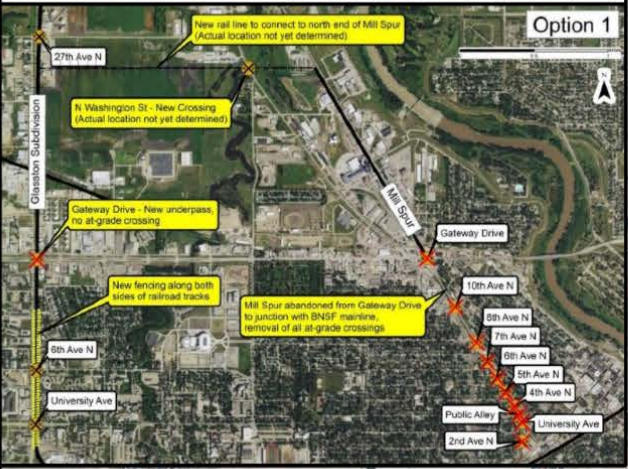 Option 1
New rail line to connect to north end of Mill Spur
(Actual location not yet determined)
27th Ave N
N
N Washington St - New Crossing
(Actual location not yet determined)
Glasston Subdivision
Mill Spur
Gateway Drive - New underpass,
no at-grade crossing
Gateway Drive
New fencing along both
sides of railroad tracks
Mill Spur abandoned from Gateway Drive
to junction with BNSF mainline,
removal of all at-grade crossings
10th Ave N
8th Ave N
7th Ave N
6th Ave N
5th Ave N
4th Ave N
Public Alley
University Ave
2nd Ave N
6th Ave N
University Ave